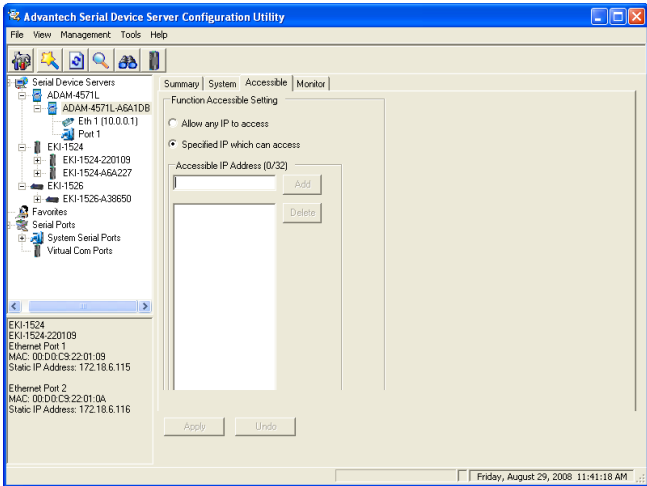 Advantech Serial Device Server Configuration Utility
File View Management Tools Help
Serial Device Servers
ADAM-4571L
ADAM-4571L-A6A1DB
Eth 1 (10.0.0.1)
Port 1
EKI-1524
EKI-1524-220109
EKI-1524-A6A227
EKI-1526
EKI-1526-A38650
Favorites
Serial Ports
System Serial Ports
Virtual Com Ports
Summary System Accessible Monitor
Function Accessible Setting
Allow any IP to access
Specified IP which can access
Accessible IP Address (0/32)
Add
Delete
EKI-1524
EKI-1524-220109
Ethernet Port 1
MAC: 00:D0:C9:22:01:09
Static IP Address: 172.18.6.115
Ethernet Port 2
MAC: 00:D0:C9:22:01:0A
Static IP Address: 172.18.6.116
Apply Undo
Friday, August 29, 2008 11:41:18 AM